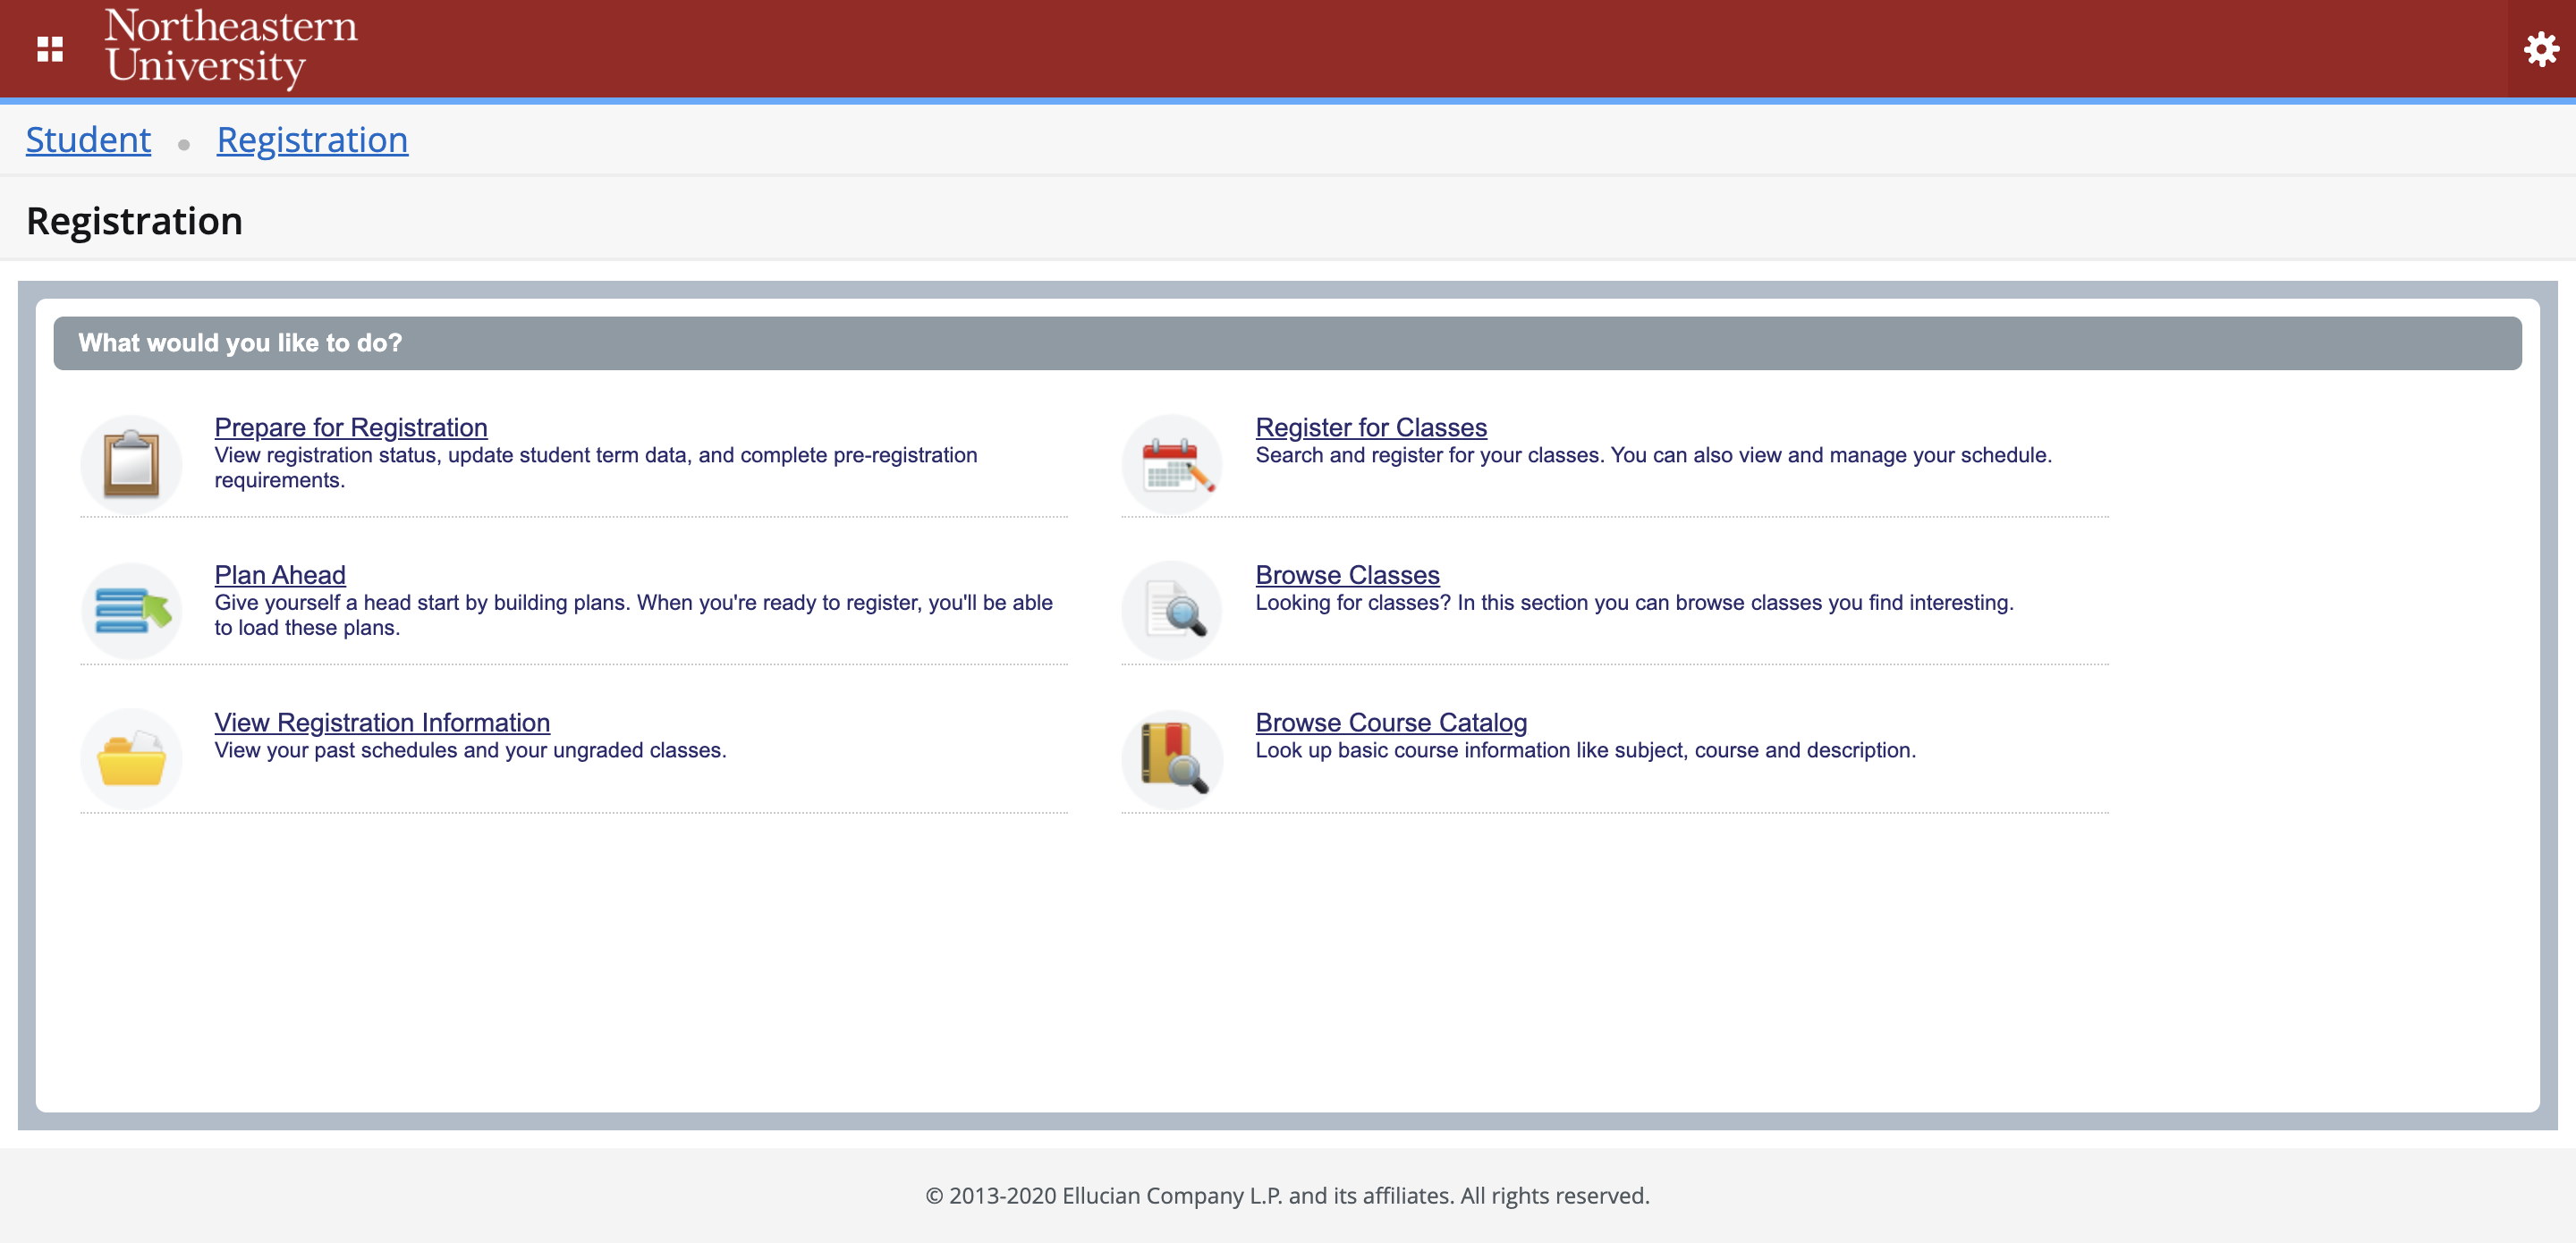 Northeastern
University
Student
Registration
Registration
What would you like to do?
Prepare for Registration
View registration status, update student term data, and complete pre-registration
requirements.
Register for Classes
Search and register for your classes. You can also view and manage your schedule.
Plan Ahead
Give yourself a head start by building plans. When you're ready to register, you'll be able
to load these plans.
Browse Classes
Looking for classes? In this section you can browse classes you find interesting.
View Registration Information
View your past schedules and your ungraded classes.
Browse Course Catalog
Look up basic course information like subject, course and description.
© 2013-2020 Ellucian Company L.P. and its affiliates. All rights reserved.